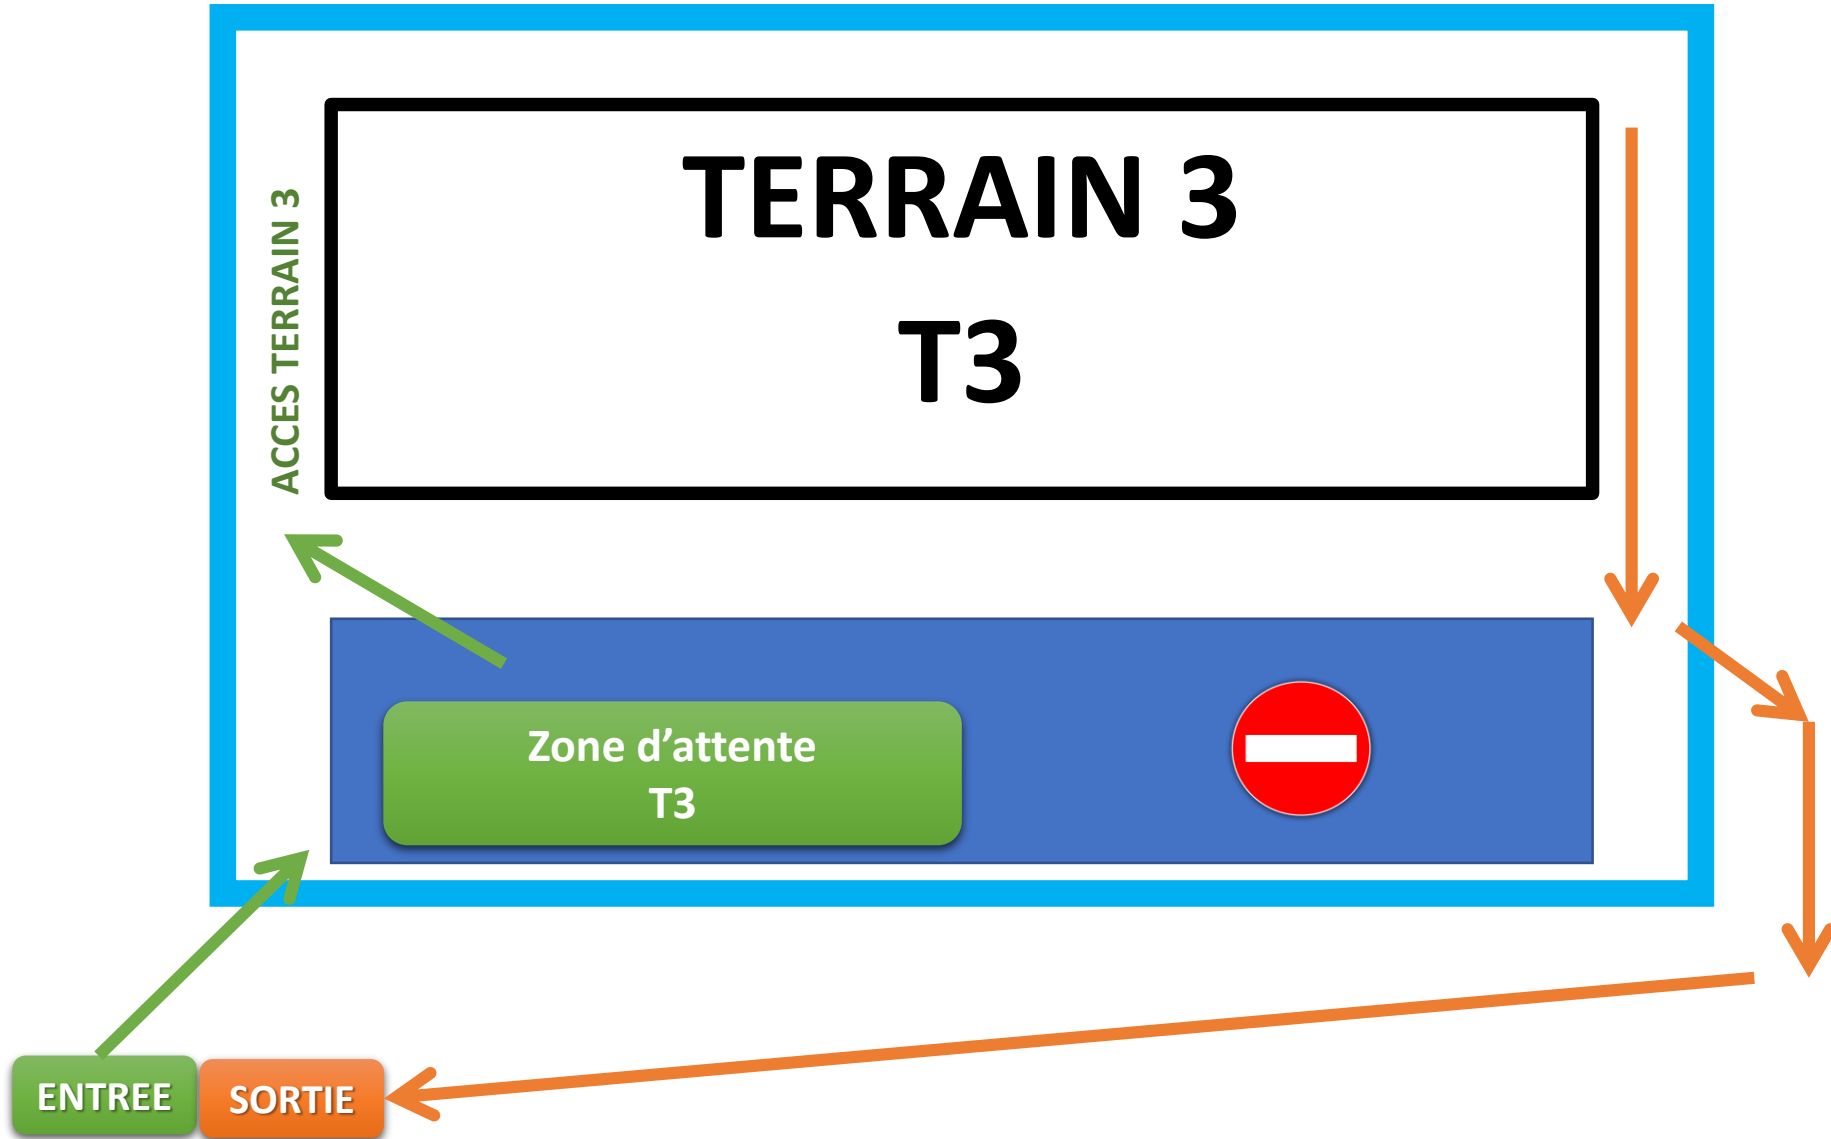 TERRAIN 3
T3
ACCES TERRAIN 3
Zone d’attente
T3
ENTREE
SORTIE